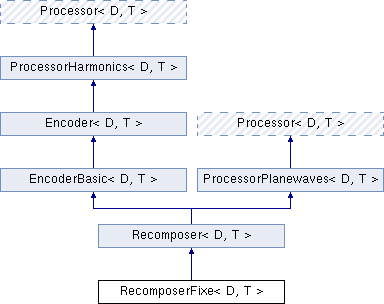 Processor< D, T >
ProcessorHarmonics< D, T >
Encoder< D, T >
Processor< D, T >
EncoderBasic< D, T >
ProcessorPlanewaves< D, T >
Recomposer< D, T >
RecomposerFixe< D, T >